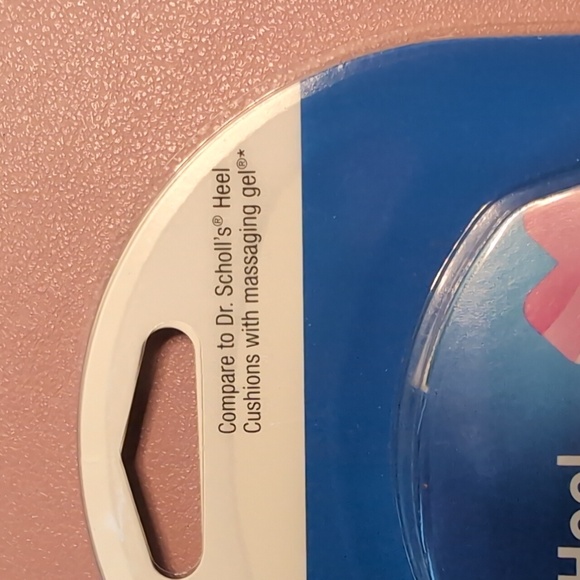 Compare to Dr. Scholl's® Heel
Cushions with massaging gel®*